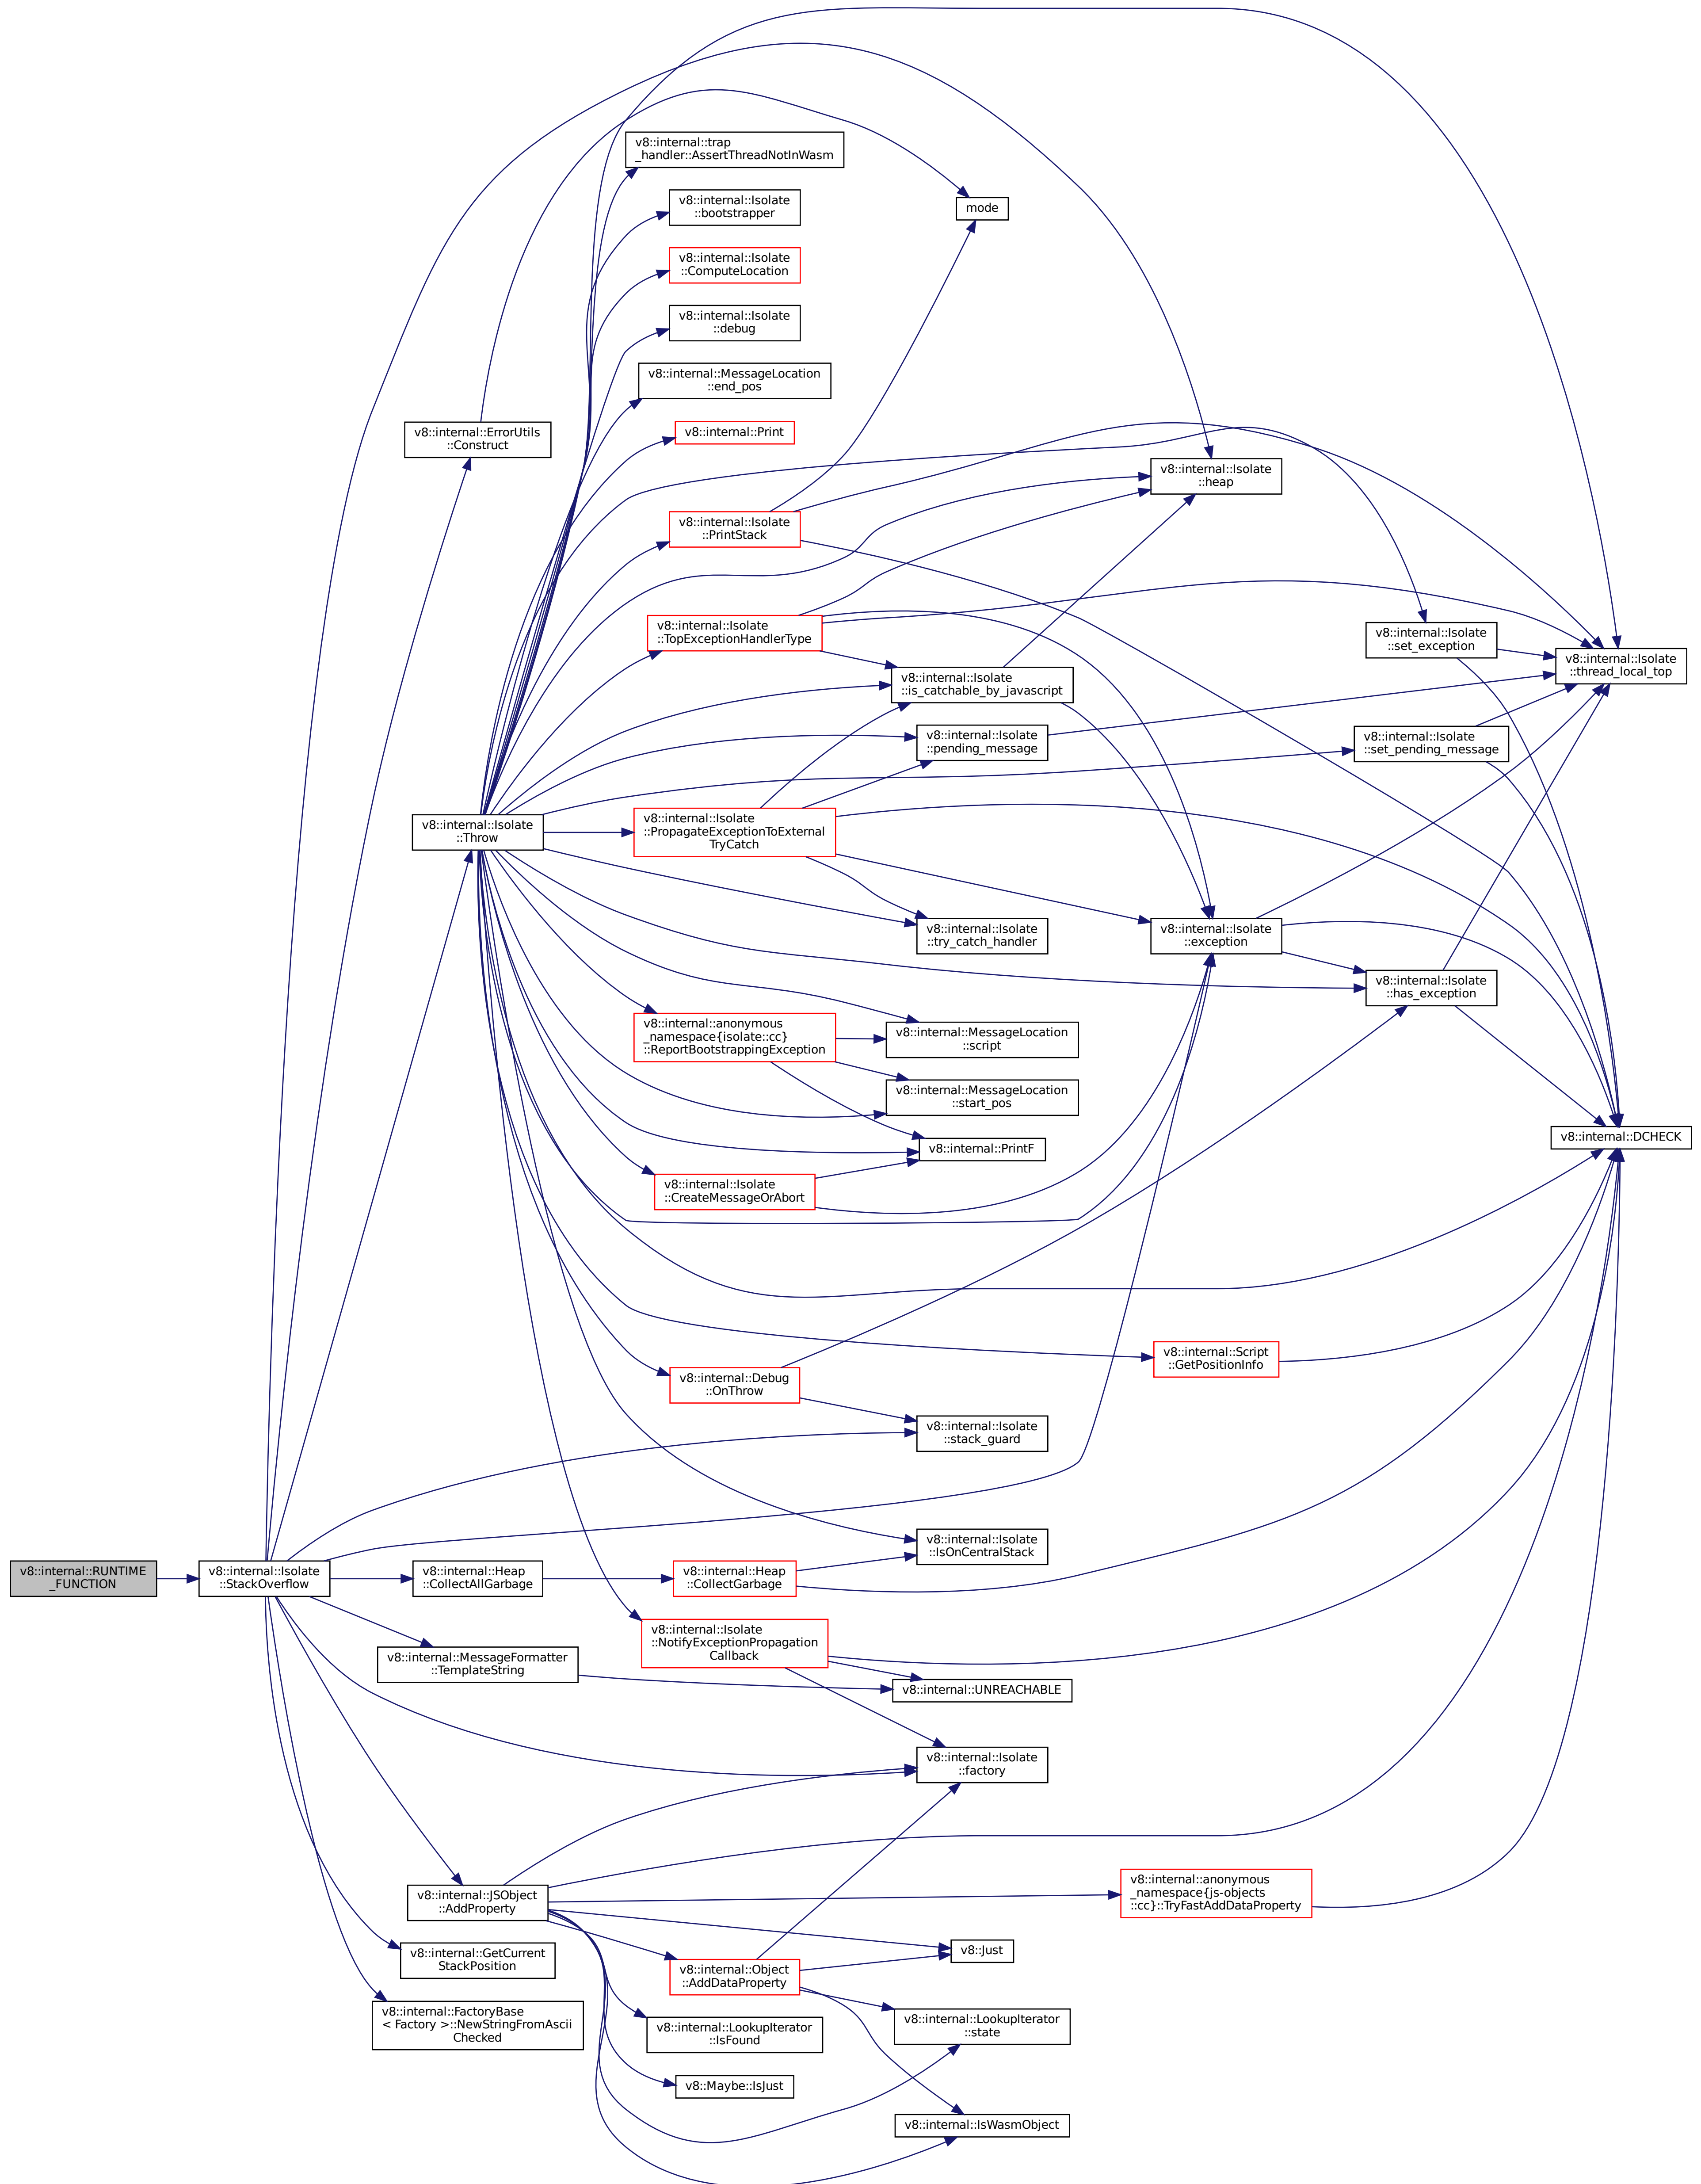 v8::internal::trap
_handler::AssertThreadNotInWasm
v8::internal::Isolate
::bootstrapper
mode
v8::internal::Isolate
::ComputeLocation
v8::internal::Isolate
::debug
v8::internal::MessageLocation
::end_pos
v8::internal::ErrorUtils
::Construct
v8::internal::Print
v8::internal::Isolate
::heap
v8::internal::Isolate
::PrintStack
v8::internal::Isolate
::TopExceptionHandlerType
v8::internal::Isolate
::set_exception
v8::internal::Isolate
::thread_local_top
v8::internal::Isolate
::is_catchable_by_javascript
v8::internal::Isolate
::pending_message
v8::internal::Isolate
::set_pending_message
v8::internal::Isolate
::Throw
v8::internal::Isolate
::PropagateExceptionToExternal
TryCatch
v8::internal::Isolate
::try_catch_handler
v8::internal::Isolate
::exception
v8::internal::Isolate
::has_exception
v8::internal::anonymous
_namespace{isolate::cc}
::ReportBootstrappingException
v8::internal::MessageLocation
::script
v8::internal::MessageLocation
::start_pos
v8::internal::DCHECK
v8::internal::PrintF
v8::internal::Isolate
::CreateMessageOrAbort
v8::internal::Script
::GetPositionInfo
v8::internal::Debug
::OnThrow
v8::internal::Isolate
::stack_guard
v8::internal::Isolate
::IsOnCentralStack
v8::internal::RUNTIME
_FUNCTION
v8::internal::Isolate
::StackOverflow
v8::internal::Heap
::CollectAllGarbage
v8::internal::Heap
::CollectGarbage
v8::internal::Isolate
::NotifyExceptionPropagation
Callback
v8::internal::MessageFormatter
::TemplateString
v8::internal::UNREACHABLE
v8::internal::Isolate
::factory
v8::internal::JSObject
::AddProperty
v8::internal::anonymous
_namespace{js-objects
::cc}::TryFastAddDataProperty
v8::internal::GetCurrent
StackPosition
v8::Just
v8::internal::Object
::AddDataProperty
v8::internal::FactoryBase
< Factory >::NewStringFromAscii
Checked
v8::internal::LookupIterator
::IsFound
v8::internal::LookupIterator
::state
v8::Maybe::IsJust
v8::internal::IsWasmObject